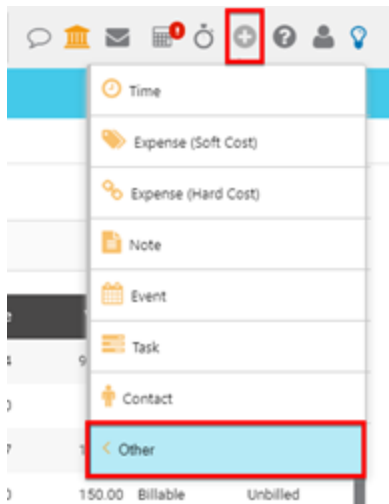 Time
Expense (Soft Cost)
Expense (Hard Cost)
Note
Event
Task
Contact
Other
150.00 Billable Unbilled